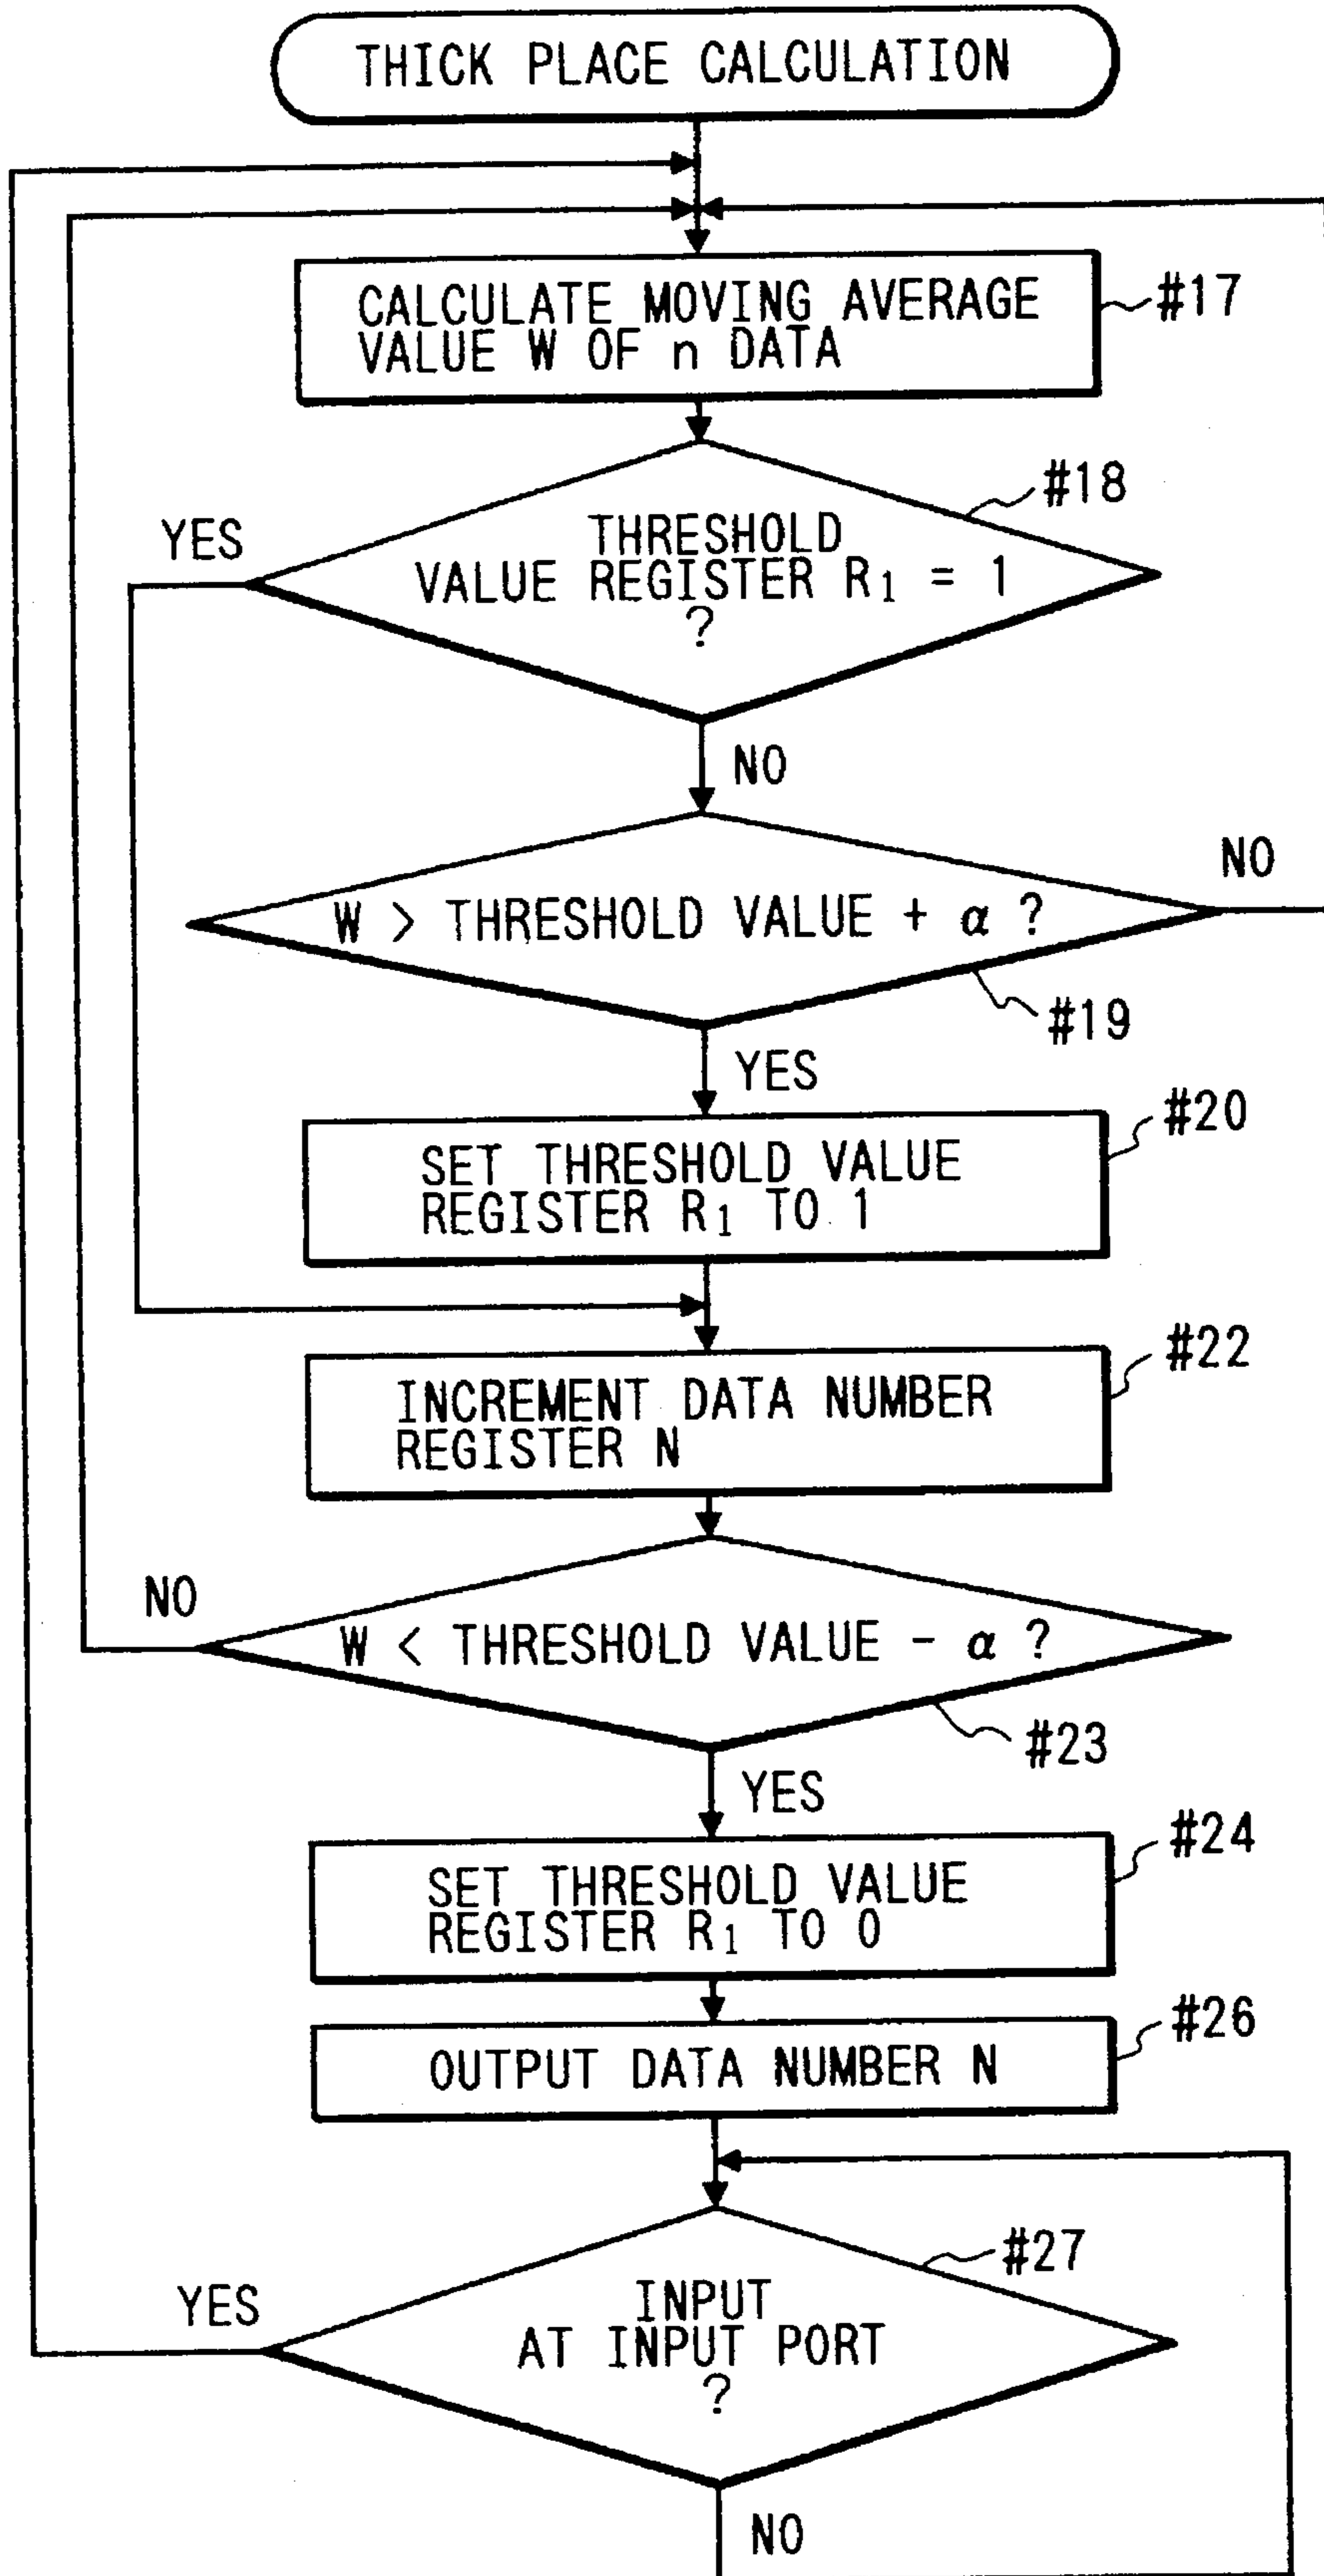 THICK PLACE CALCULATION
CALCULATE MOVING AVERAGE
VALUE W OF n DATA
#17
#18
YES
THRESHOLD
VALUE REGISTER R₁ = 1
?
NO
NO
W > THRESHOLD VALUE + α ?
#19
YES
#20
SET THRESHOLD VALUE
REGISTER R₁ TO 1
#22
INCREMENT DATA NUMBER
REGISTER N
NO
W < THRESHOLD VALUE - α ?
#23
YES
#24
SET THRESHOLD VALUE
REGISTER R₁ TO 0
#26
OUTPUT DATA NUMBER N
#27
YES
INPUT
AT INPUT PORT
?
NO